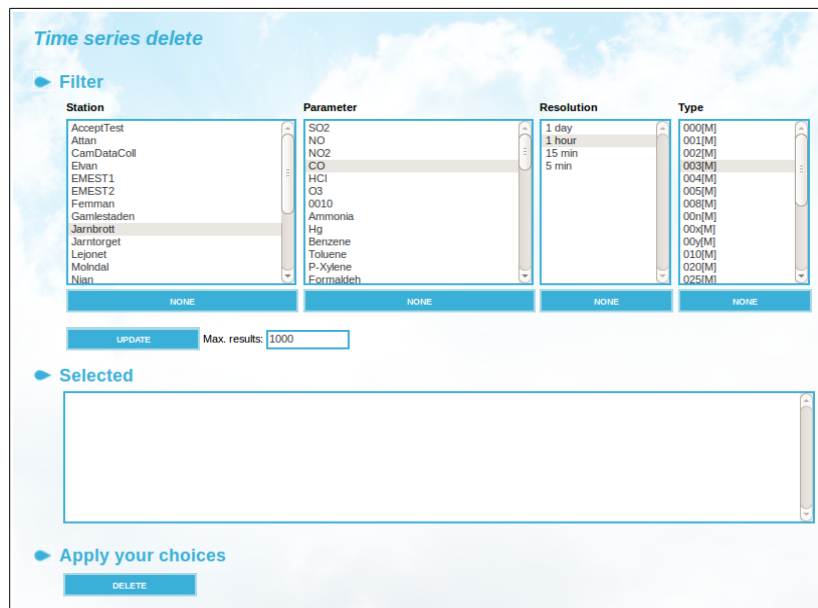 Time series delete
Filter
Station
Parameter
Resolution
Type
AcceptTest
Attan
CamDataColl
Elvan
EMEST1
EMEST2
Femman
Gamlestaden
Jarnbrott
Jarntorget
Lejonet
Molndal
Nian
SO2
NO
NO2
CO
HCl
O3
0010
Ammonia
Hg
Benzene
Toluene
P-Xylene
Formaldeh
1 day
1 hour
15 min
5 min
000[M]
001[M]
002[M]
003[M]
004[M]
005[M]
008[M]
00n[M]
00x[M]
00y[M]
010[M]
020[M]
025[M]
NONE
NONE
NONE
NONE
UPDATE
Max. results: 1000
Selected
Apply your choices
DELETE